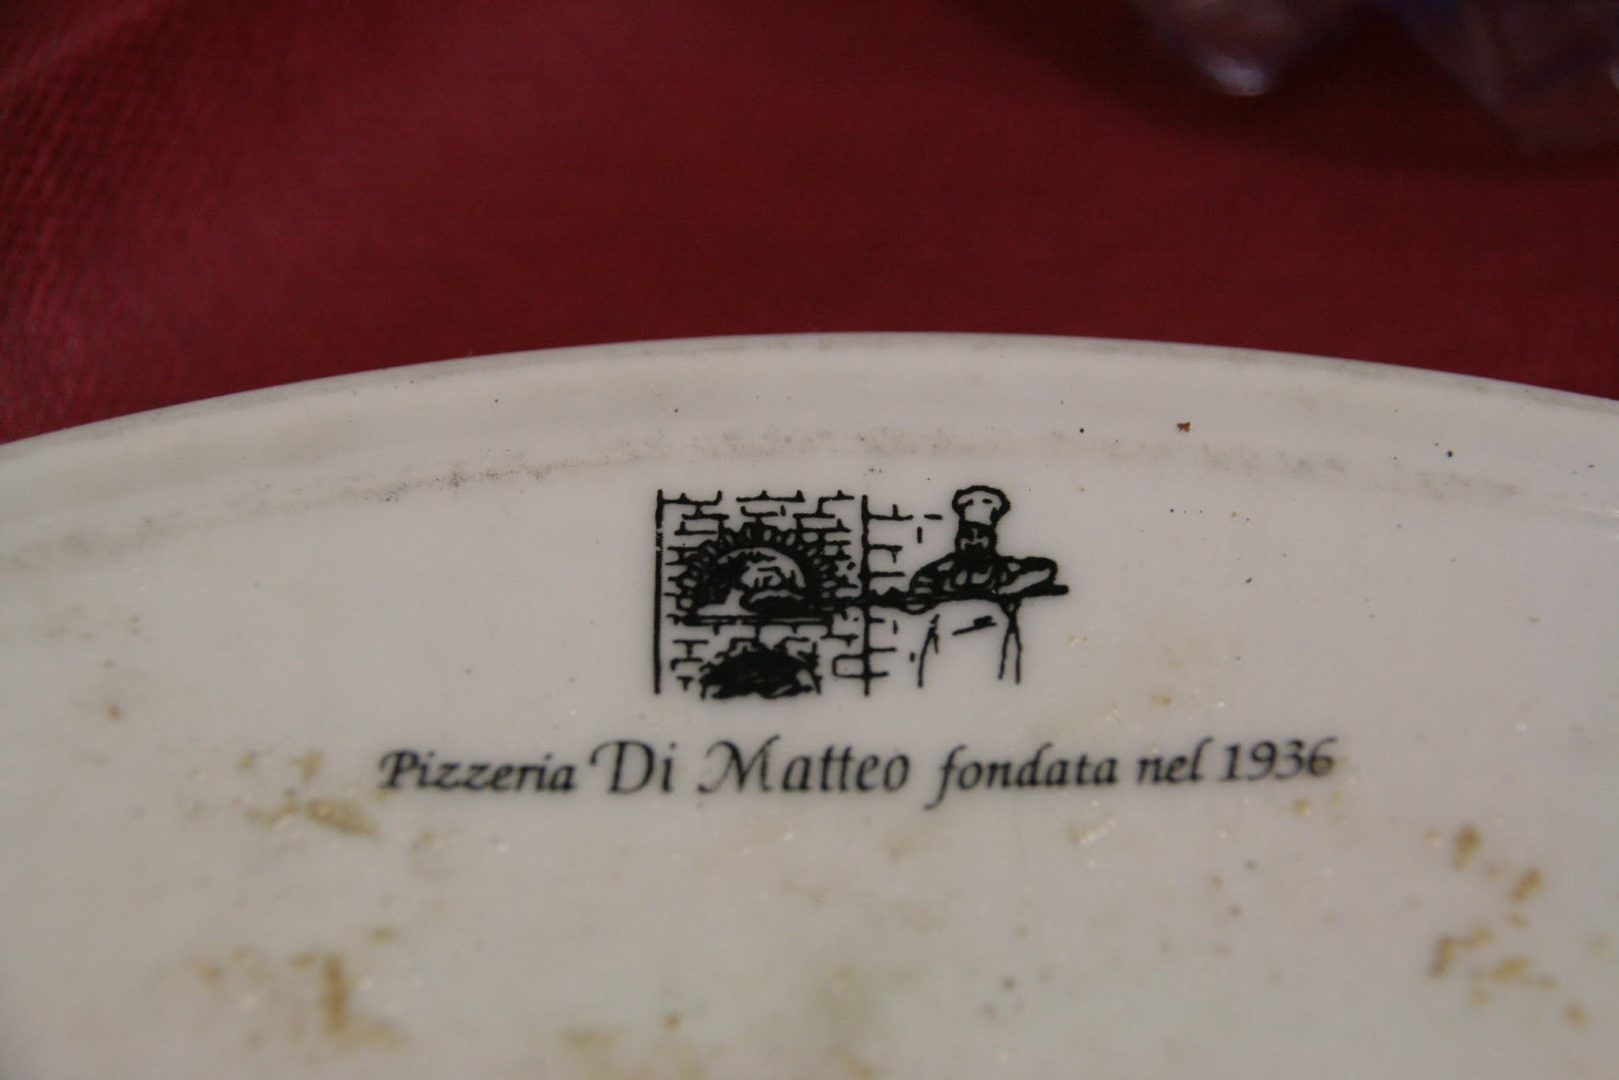 Pizzeria Di Matteo fondata nel 1936